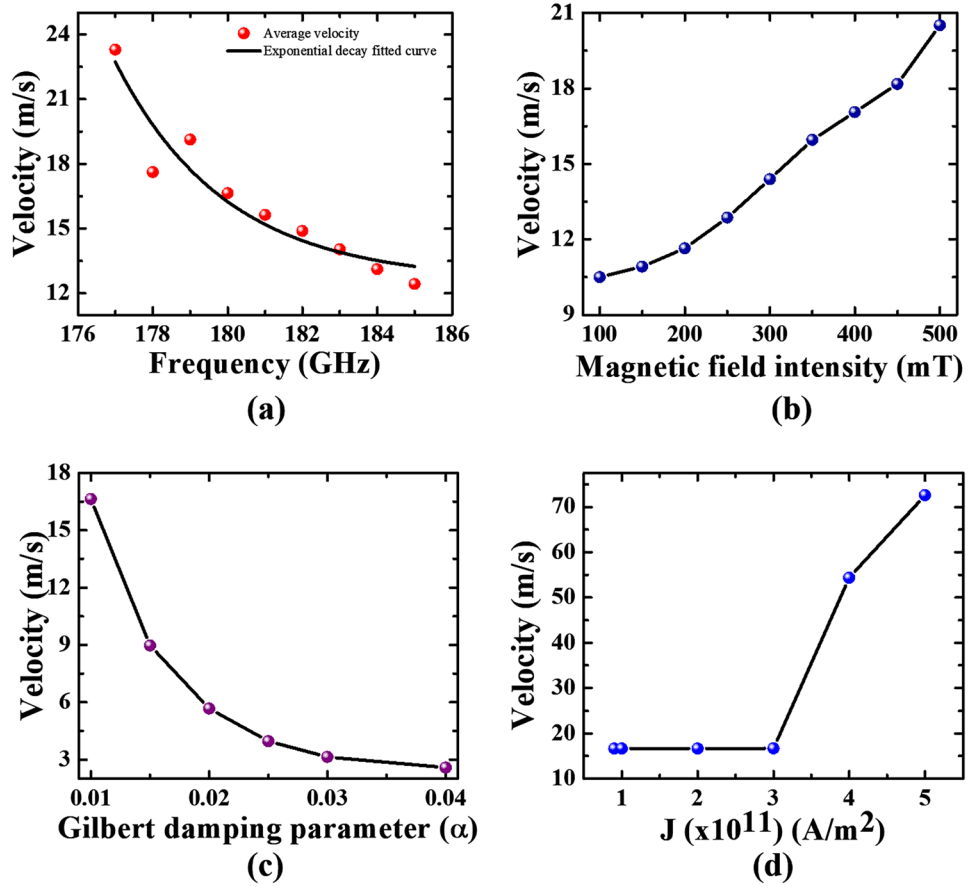 Average velocity
Exponential decay fitted curve
Velocity (m/s)
24
21
18
15
12
176 178 180 182 184 186
Frequency (GHz)
(a)
Velocity (m/s)
21
18
15
12
9
100 200 300 400 500
Magnetic field intensity (mT)
(b)
Velocity (m/s)
18
15
12
9
6
3
0.01 0.02 0.03 0.04
Gilbert damping parameter (α)
(c)
Velocity (m/s)
70
60
50
40
30
20
10
1 2 3 4 5
J (x10¹¹) (A/m²)
(d)